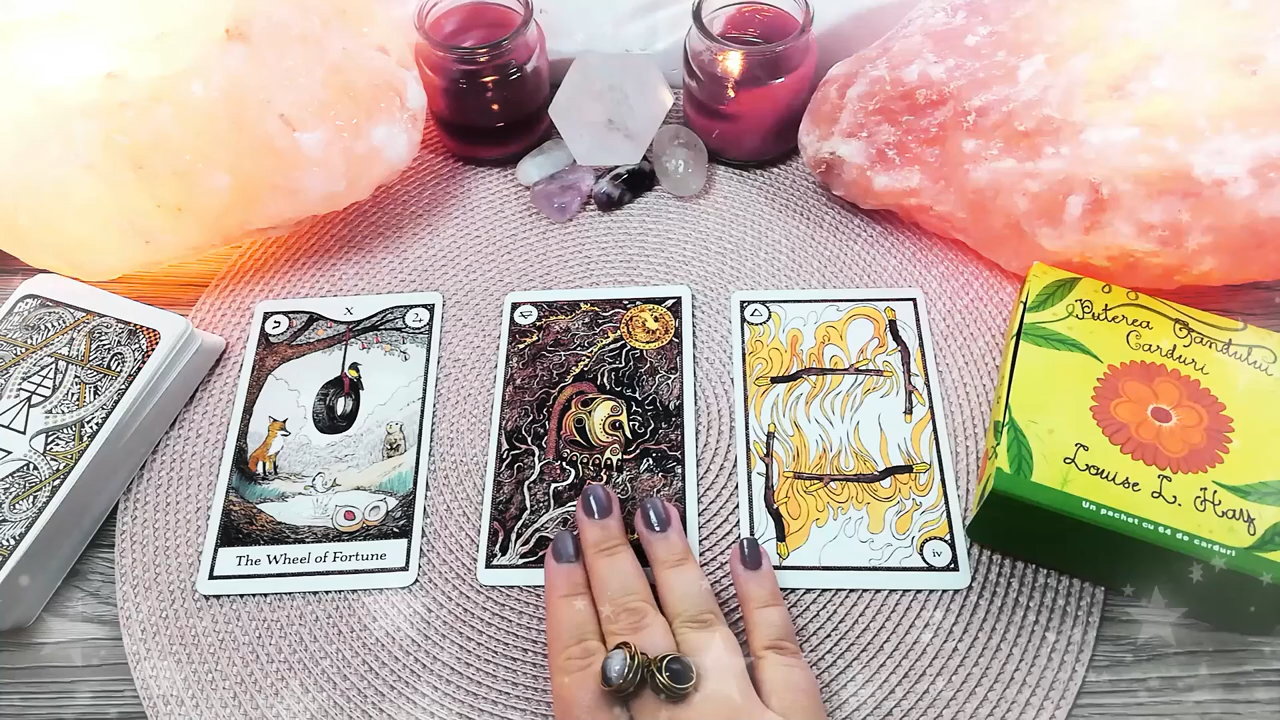 X
The Wheel of Fortune
iv
Puterea Gândului
Carduri
Louise L. Hay
Un pachet cu 64 de carduri